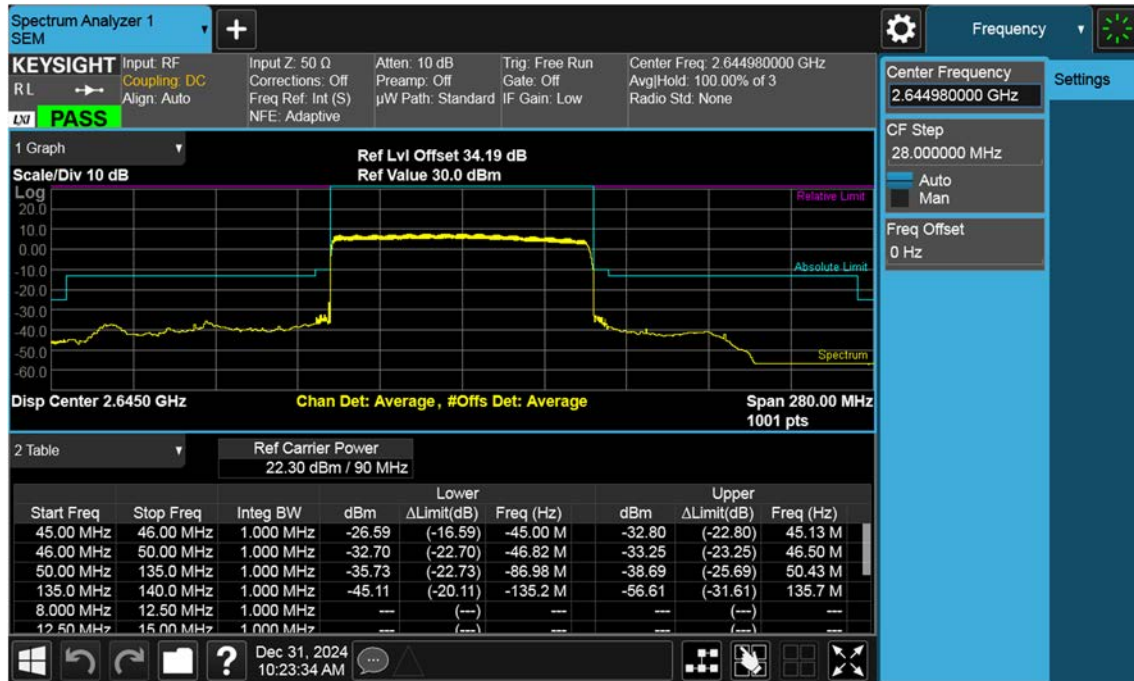 Spectrum Analyzer 1
SEM
Frequency
KEYSIGHT
RL
LXI PASS
Input: RF
Coupling: DC
Align: Auto
Input Z: 50 Ω
Corrections: Off
Freq Ref: Int (S)
NFE: Adaptive
Atten: 10 dB
Preamp: Off
µW Path: Standard
Trig: Free Run
Gate: Off
IF Gain: Low
Center Freq: 2.644980000 GHz
Avg|Hold: 100.00% of 3
Radio Std: None
Center Frequency
2.644980000 GHz
Settings
CF Step
28.000000 MHz
Auto
Man
Freq Offset
0 Hz
1 Graph
Scale/Div 10 dB
Ref Lvl Offset 34.19 dB
Ref Value 30.0 dBm
Log
20.0
10.0
0.00
-10.0
-20.0
-30.0
-40.0
-50.0
-60.0
Relative Limit
Absolute Limit
Spectrum
Disp Center 2.6450 GHz
Chan Det: Average, #Offs Det: Average
Span 280.00 MHz
1001 pts
2 Table
Ref Carrier Power
22.30 dBm / 90 MHz
Lower Upper
Start Freq Stop Freq Integ BW dBm ΔLimit(dB) Freq (Hz) dBm ΔLimit(dB) Freq (Hz)
45.00 MHz 46.00 MHz 1.000 MHz -26.59 (-16.59) -45.00 M -32.80 (-22.80) 45.13 M
46.00 MHz 50.00 MHz 1.000 MHz -32.70 (-22.70) -46.82 M -33.25 (-23.25) 46.50 M
50.00 MHz 135.0 MHz 1.000 MHz -35.73 (-22.73) -86.98 M -38.69 (-25.69) 50.43 M
135.0 MHz 140.0 MHz 1.000 MHz -45.11 (-20.11) -135.2 M -56.61 (-31.61) 135.7 M
8.000 MHz 12.50 MHz 1.000 MHz --- (---) --- --- (---) ---
12.50 MHz 15.00 MHz 1.000 MHz --- (---) --- --- (---) ---
?
Dec 31, 2024
10:23:34 AM